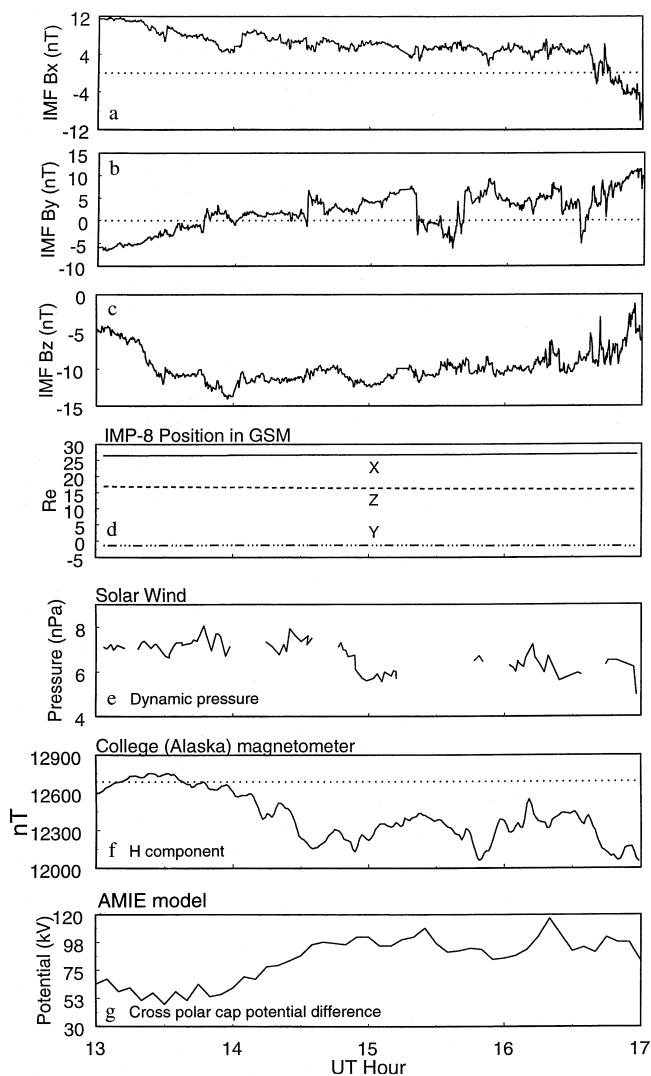 12
4
-4
-12
IMF Bx (nT)
a
15
10
5
0
-5
-10
IMF By (nT)
b
0
-5
-10
-15
IMF Bz (nT)
c
IMP-8 Position in GSM
30
25
20
15
10
5
0
-5
Re
X
Z
Y
d
Solar Wind
8
6
4
Pressure (nPa)
e Dynamic pressure
College (Alaska) magnetometer
12900
12600
12300
12000
nT
f H component
AMIE model
120
98
75
53
30
Potential (kV)
g Cross polar cap potential difference
13 14 15 16 17
UT Hour